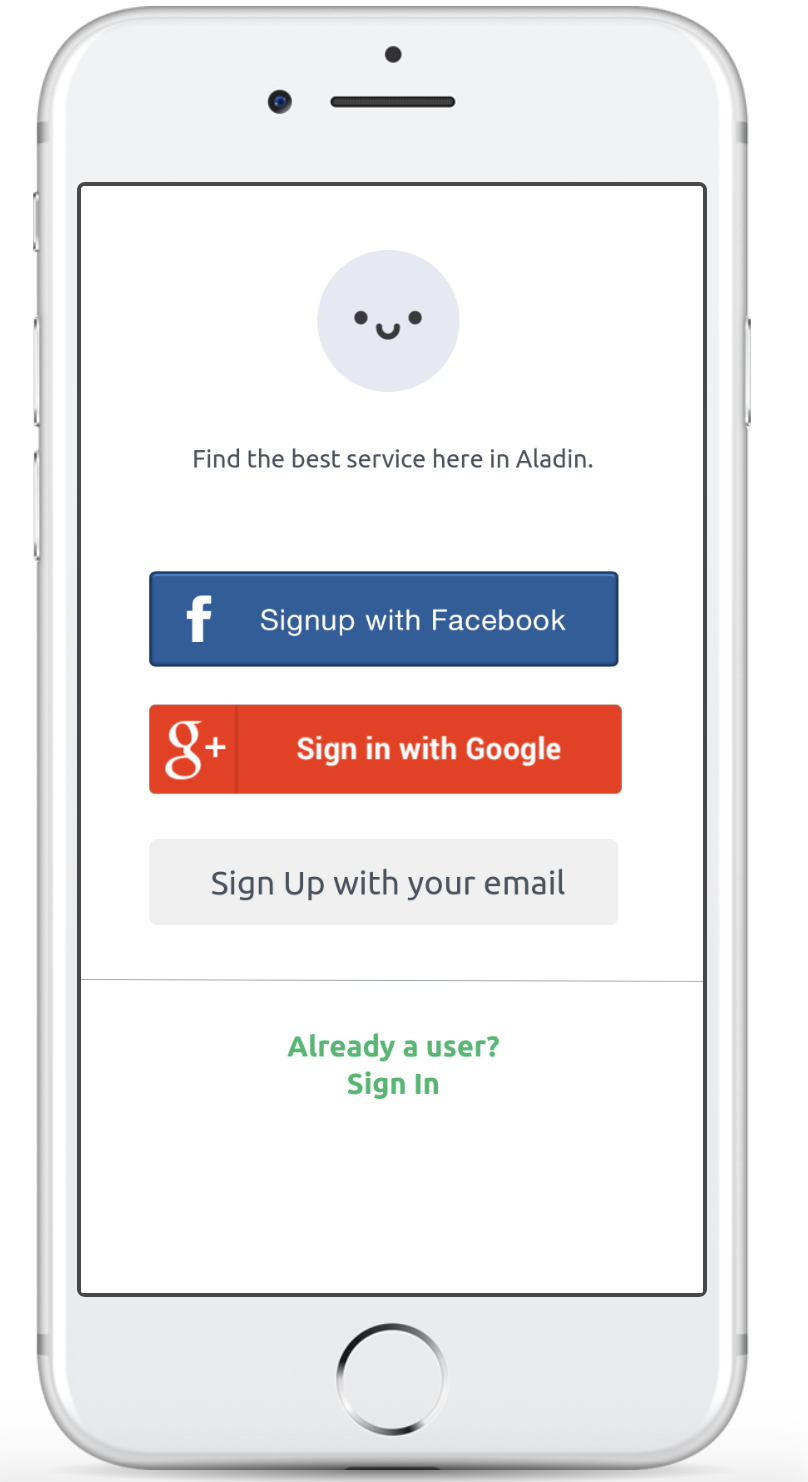 Find the best service here in Aladin.
f Signup with Facebook
g+ Sign in with Google
Sign Up with your email
Already a user?
Sign In